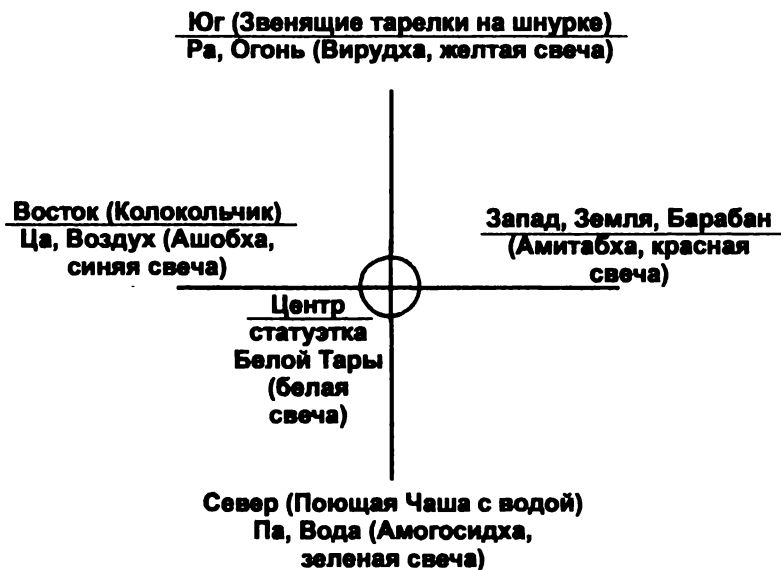 Юг (Звенящие тарелки на шнурке)
Ра, Огонь (Вирудха, желтая свеча)
Восток (Колокольчик)
Ца, Воздух (Ашобха,
синяя свеча)
Запад, Земля, Барабан
(Амитабха, красная
свеча)
Центр
статуэтка
Белой Тары
(белая
свеча)
Север (Поющая Чаша с водой)
Па, Вода (Амогосидха,
зеленая свеча)